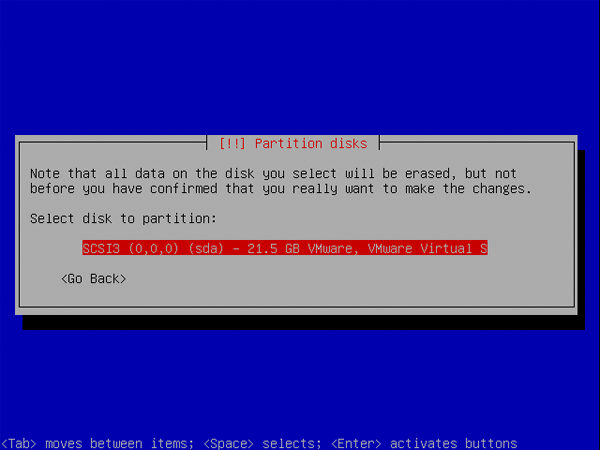 [!!] Partition disks
Note that all data on the disk you select will be erased, but not
before you have confirmed that you really want to make the changes.
Select disk to partition:
SCSI3 (0,0,0) (sda) - 21.5 GB VMware, VMware Virtual S
<Go Back>
<Tab> moves between items; <Space> selects; <Enter> activates buttons